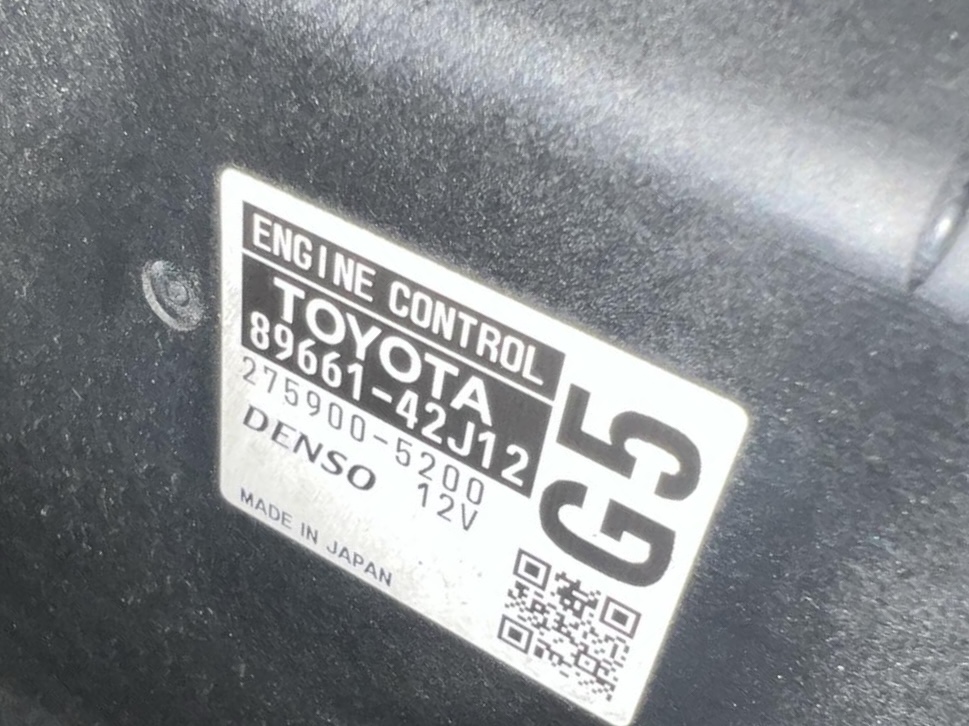 ENGINE CONTROL
TOYOTA
89661-42J12
275900-5200
DENSO 12V
MADE IN JAPAN
G5